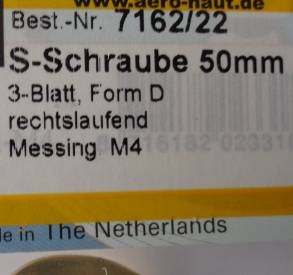 www.aero-naut.de
Best.-Nr. 7162/22
S-Schraube 50mm
3-Blatt, Form D
rechtslaufend
Messing M4
de in The Netherlands